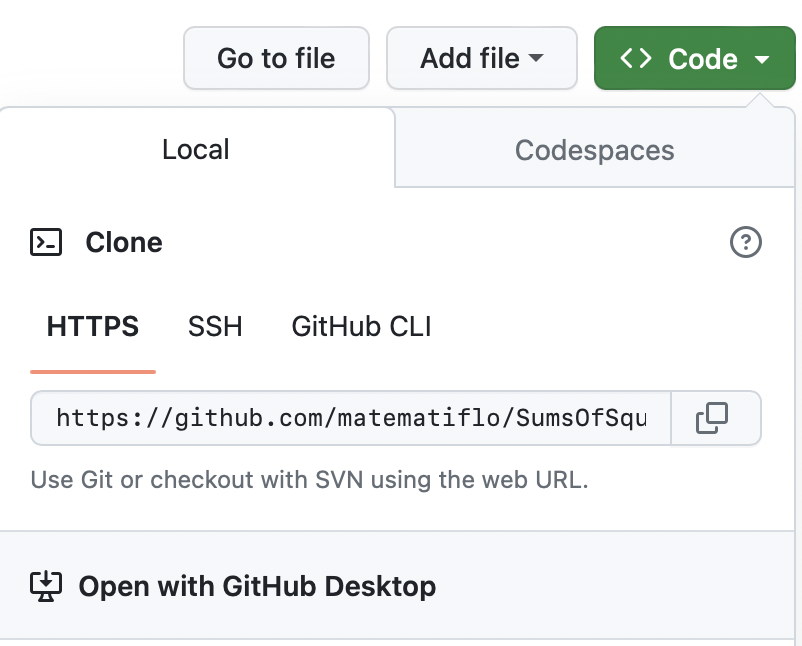 Go to file
Add file
Code
Local
Codespaces
Clone
HTTPS
SSH
GitHub CLI
https://github.com/matematiflo/SumsOfSqu
Use Git or checkout with SVN using the web URL.
Open with GitHub Desktop